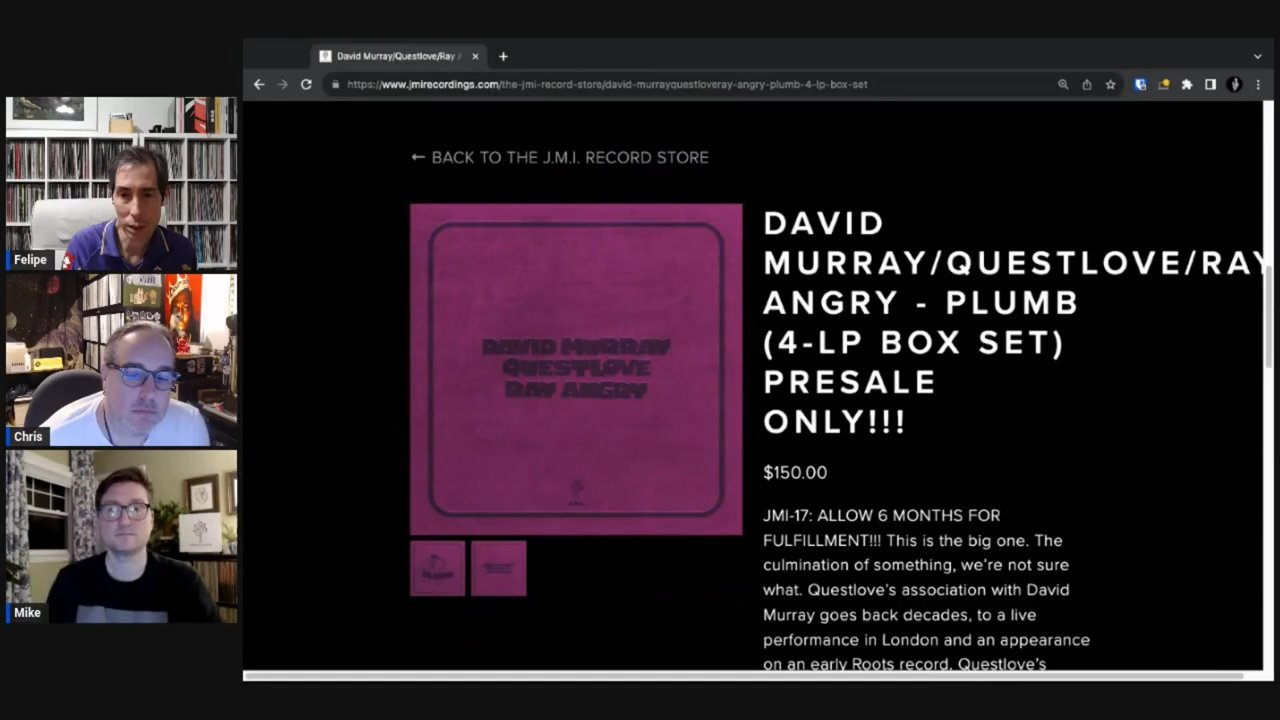 David Murray/Questlove/Ray /
https://www.jmirecordings.com/the-jmi-record-store/david-murrayquestloveray-angry-plumb-4-lp-box-set
← BACK TO THE J.M.I. RECORD STORE
DAVID MURRAY
QUESTLOVE
RAY ANGRY
DAVID
MURRAY/QUESTLOVE/RAY
ANGRY - PLUMB
(4-LP BOX SET)
PRESALE
ONLY!!!
$150.00
JMI-17: ALLOW 6 MONTHS FOR
FULFILLMENT!!! This is the big one. The
culmination of something, we’re not sure
what. Questlove’s association with David
Murray goes back decades, to a live
performance in London and an appearance
on an early Roots record. Questlove’s
Felipe
Chris
Mike